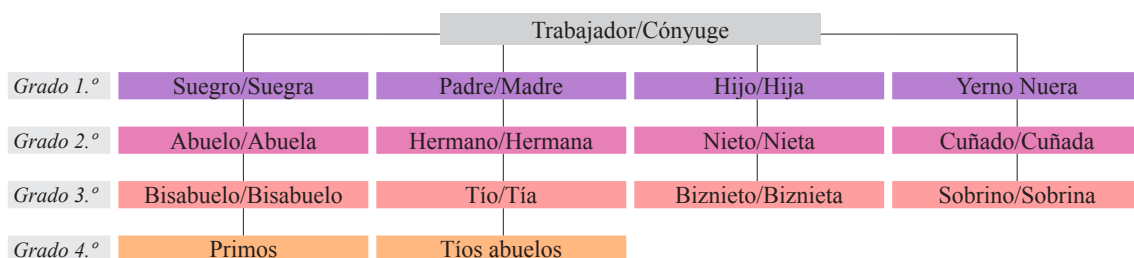 Trabajador/Cónyuge
Grado 1.º Suegro/Suegra Padre/Madre Hijo/Hija Yerno Nuera
Grado 2.º Abuelo/Abuela Hermano/Hermana Nieto/Nieta Cuñado/Cuñada
Grado 3.º Bisabuelo/Bisabuelo Tío/Tía Biznieto/Biznieta Sobrino/Sobrina
Grado 4.º Primos Tíos abuelos